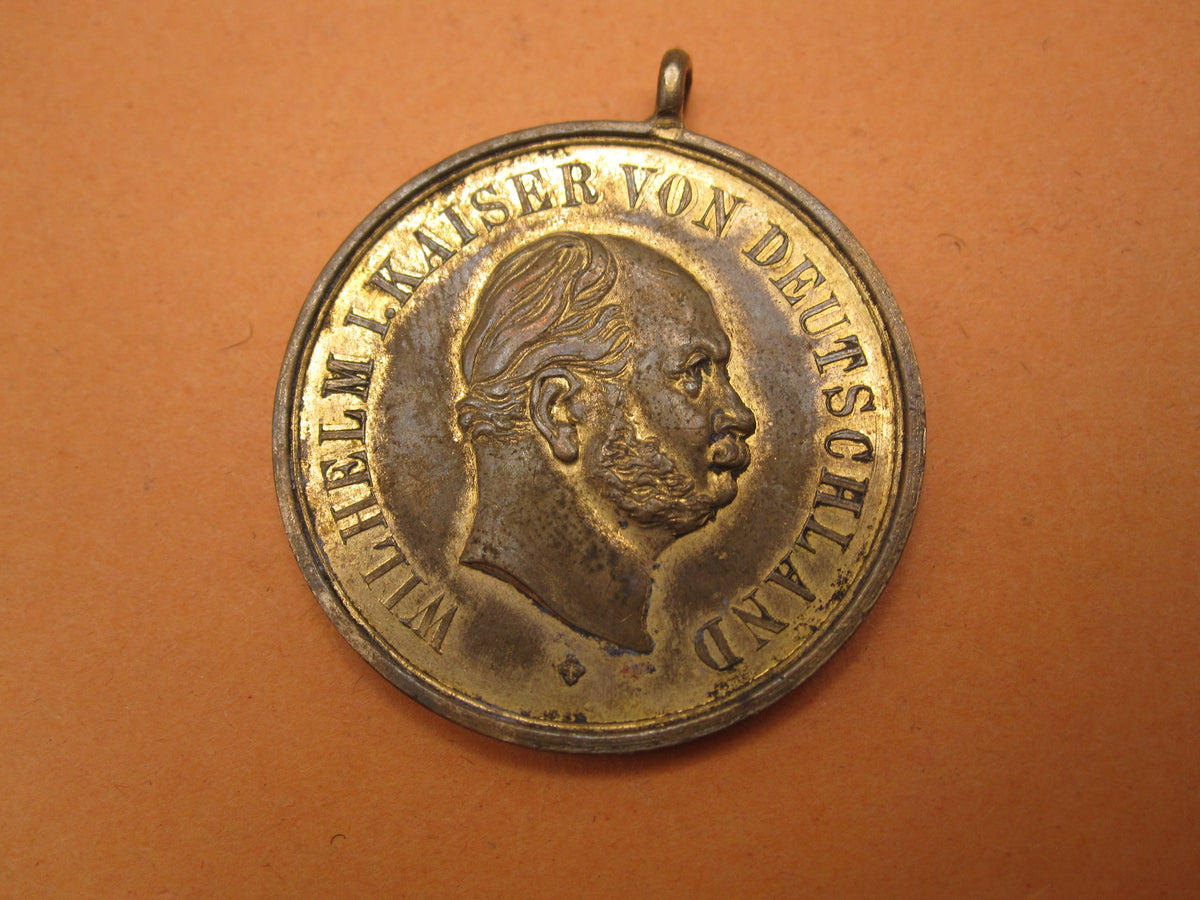 WILHELM I. KAISER VON DEUTSCHLAND